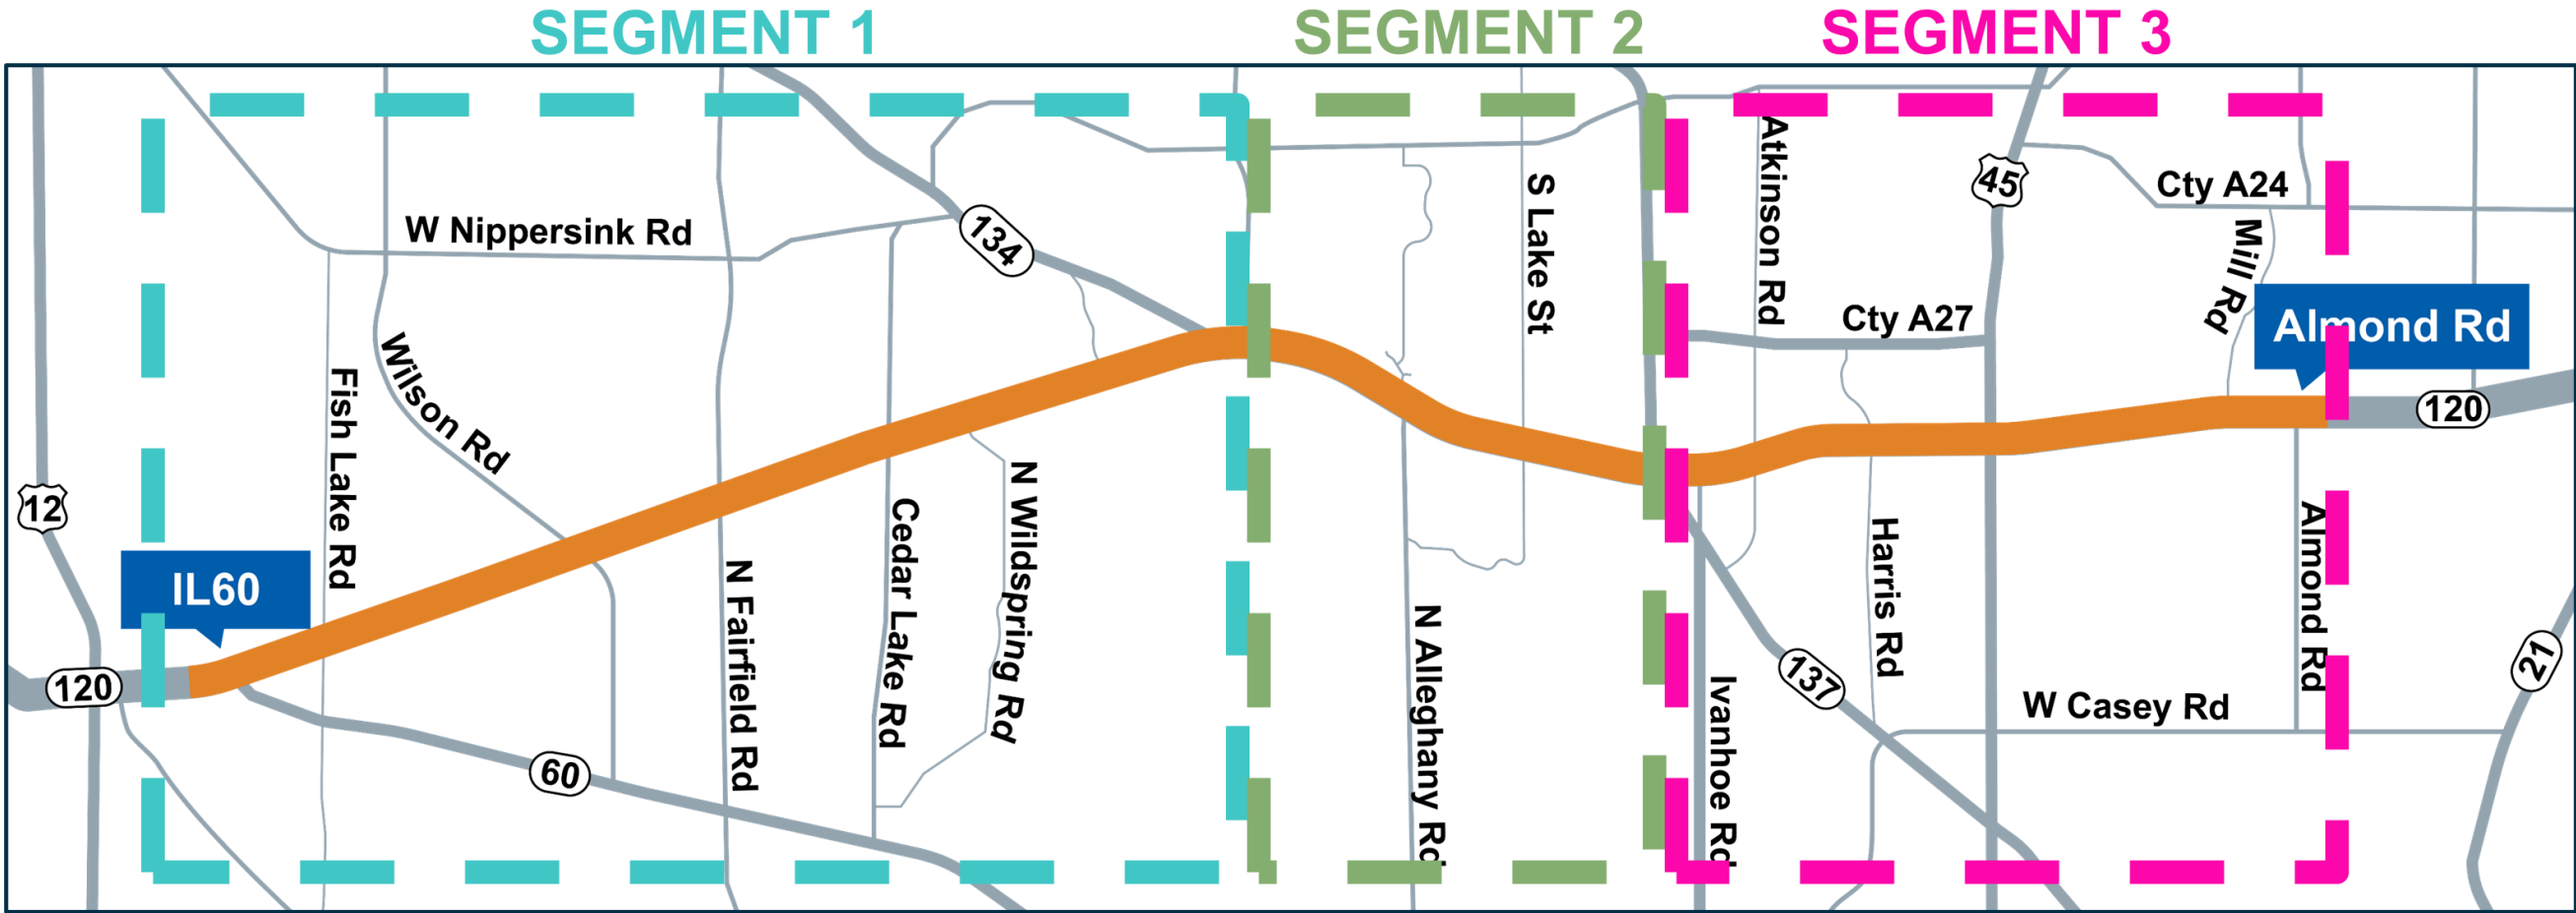 SEGMENT 1
SEGMENT 2
SEGMENT 3
Atkinson Rd
S Lake St
45
Cty A24
W Nippersink Rd
134
Mill Rd
Cty A27
Almond Rd
Wilson Rd
Fish Lake Rd
120
12
N Wildspring Rd
Cedar Lake Rd
Almond Rd
Harris Rd
IL60
N Fairfield Rd
N Alleghany Rd
21
120
137
Ivanhoe Rd
W Casey Rd
60